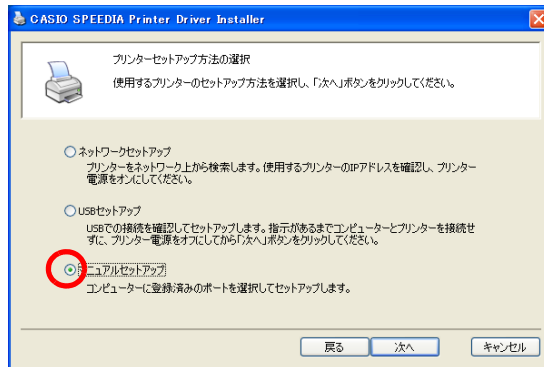 CASIO SPEEDIA Printer Driver Installer
プリンターセットアップ方法の選択
使用するプリンターのセットアップ方法を選択し、「次へ」ボタンをクリックしてください。
ネットワークセットアップ
プリンターをネットワーク上から検索します。使用するプリンターのIPアドレスを確認し、プリンター
電源をオンにしてください。
USBセットアップ
USBでの接続を確認してセットアップします。指示があるまでコンピューターとプリンターを接続せ
ずに、プリンター電源をオフにしてから「次へ」ボタンをクリックしてください。
マニュアルセットアップ
コンピューターに登録済みのポートを選択してセットアップします。
戻る
次へ
キャンセル